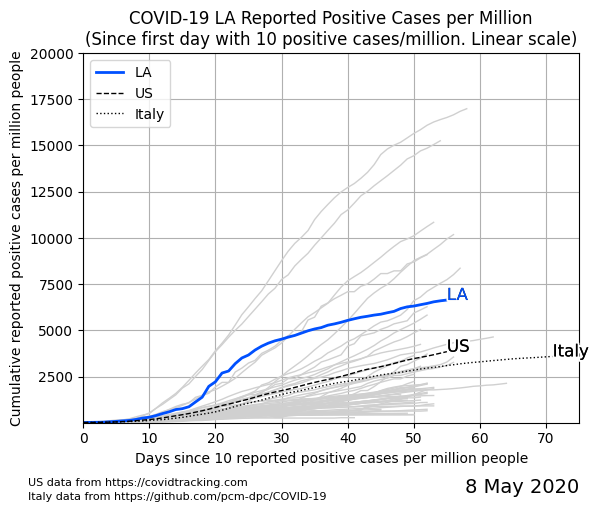 COVID-19 LA Reported Positive Cases per Million
(Since first day with 10 positive cases/million. Linear scale)
Cumulative reported positive cases per million people
20000
17500
15000
12500
10000
7500
5000
2500
LA
US
Italy
LA
US
Italy
0 10 20 30 40 50 60 70
Days since 10 reported positive cases per million people
US data from https://covidtracking.com
Italy data from https://github.com/pcm-dpc/COVID-19
8 May 2020